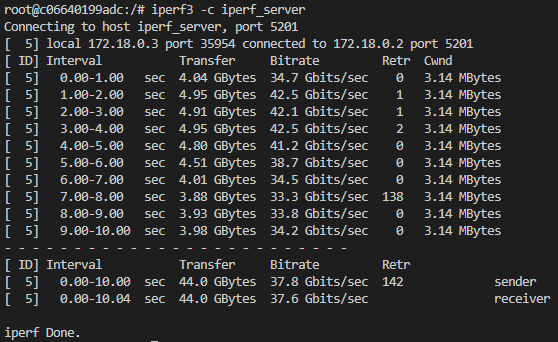 root@c06640199adc:/# iperf3 -c iperf_server
Connecting to host iperf_server, port 5201
[  5] local 172.18.0.3 port 35954 connected to 172.18.0.2 port 5201
[ ID] Interval           Transfer     Bitrate         Retr  Cwnd
[  5]   0.00-1.00   sec  4.04 GBytes  34.7 Gbits/sec    0   3.14 MBytes
[  5]   1.00-2.00   sec  4.95 GBytes  42.5 Gbits/sec    1   3.14 MBytes
[  5]   2.00-3.00   sec  4.91 GBytes  42.1 Gbits/sec    1   3.14 MBytes
[  5]   3.00-4.00   sec  4.95 GBytes  42.5 Gbits/sec    2   3.14 MBytes
[  5]   4.00-5.00   sec  4.80 GBytes  41.2 Gbits/sec    0   3.14 MBytes
[  5]   5.00-6.00   sec  4.51 GBytes  38.7 Gbits/sec    0   3.14 MBytes
[  5]   6.00-7.00   sec  4.01 GBytes  34.5 Gbits/sec    0   3.14 MBytes
[  5]   7.00-8.00   sec  3.88 GBytes  33.3 Gbits/sec  138   3.14 MBytes
[  5]   8.00-9.00   sec  3.93 GBytes  33.8 Gbits/sec    0   3.14 MBytes
[  5]   9.00-10.00  sec  3.98 GBytes  34.2 Gbits/sec    0   3.14 MBytes
- - - - - - - - - - - - - - - - - - - - - - - - -
[ ID] Interval           Transfer     Bitrate         Retr
[  5]   0.00-10.00  sec  44.0 GBytes  37.8 Gbits/sec  142             sender
[  5]   0.00-10.04  sec  44.0 GBytes  37.6 Gbits/sec                  receiver

iperf Done.